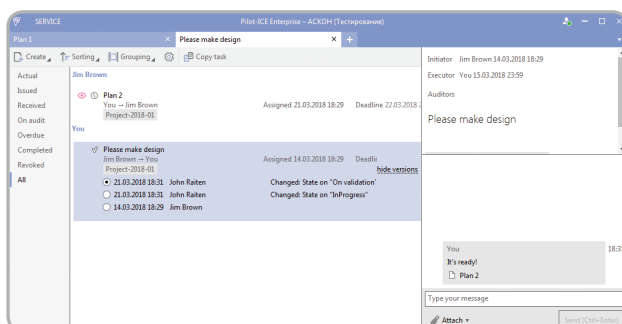 SERVICE
Pilot-ICE Enterprise – АСКОН (Тестирование)
Plan 1
Please make design
Create Sorting Grouping Copy task
Actual
Issued
Received
On audit
Overdue
Completed
Revoked
All
Jim Brown
Plan 2
You → Jim Brown Assigned 21.03.2018 18:29 Deadline 22.03.2018 2
Project-2018-01
You
Please make design
Jim Brown → You Assigned 14.03.2018 18:29 Deadlin
Project-2018-01 hide versions
21.03.2018 18:31 John Raiten Changed: State on "On validation'
21.03.2018 18:31 John Raiten Changed: State on "InProgress"
14.03.2018 18:29 Jim Brown
Initiator Jim Brown 14.03.2018 18:29
Executor You 15.03.2018 23:59
Auditors
Please make design
You
It's ready!
Plan 2
Type your message
Attach Send (Ctrl+Enter)